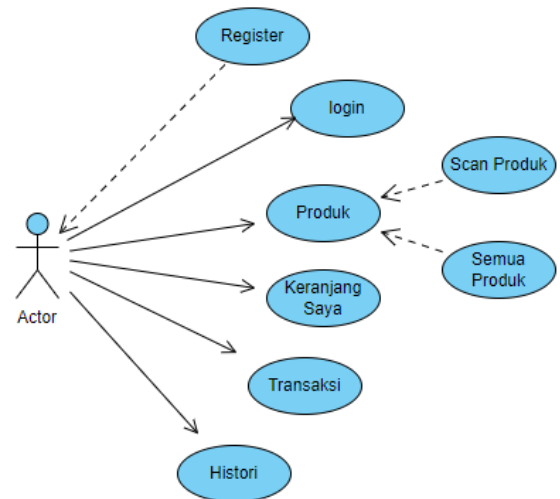 Register
login
Scan Produk
Produk
Semua
Produk
Keranjang
Saya
Actor
Transaksi
Histori